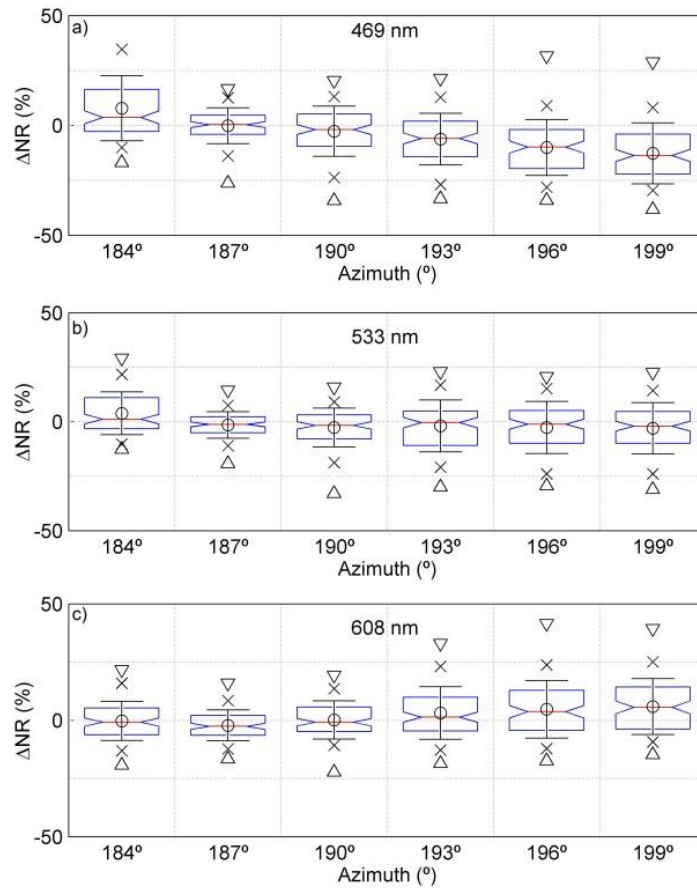 a)
469 nm
50
0
-50
ΔNR (%)
184º 187º 190º 193º 196º 199º
Azimuth (º)
b)
533 nm
50
0
-50
ΔNR (%)
184º 187º 190º 193º 196º 199º
Azimuth (º)
c)
608 nm
50
0
-50
ΔNR (%)
184º 187º 190º 193º 196º 199º
Azimuth (º)